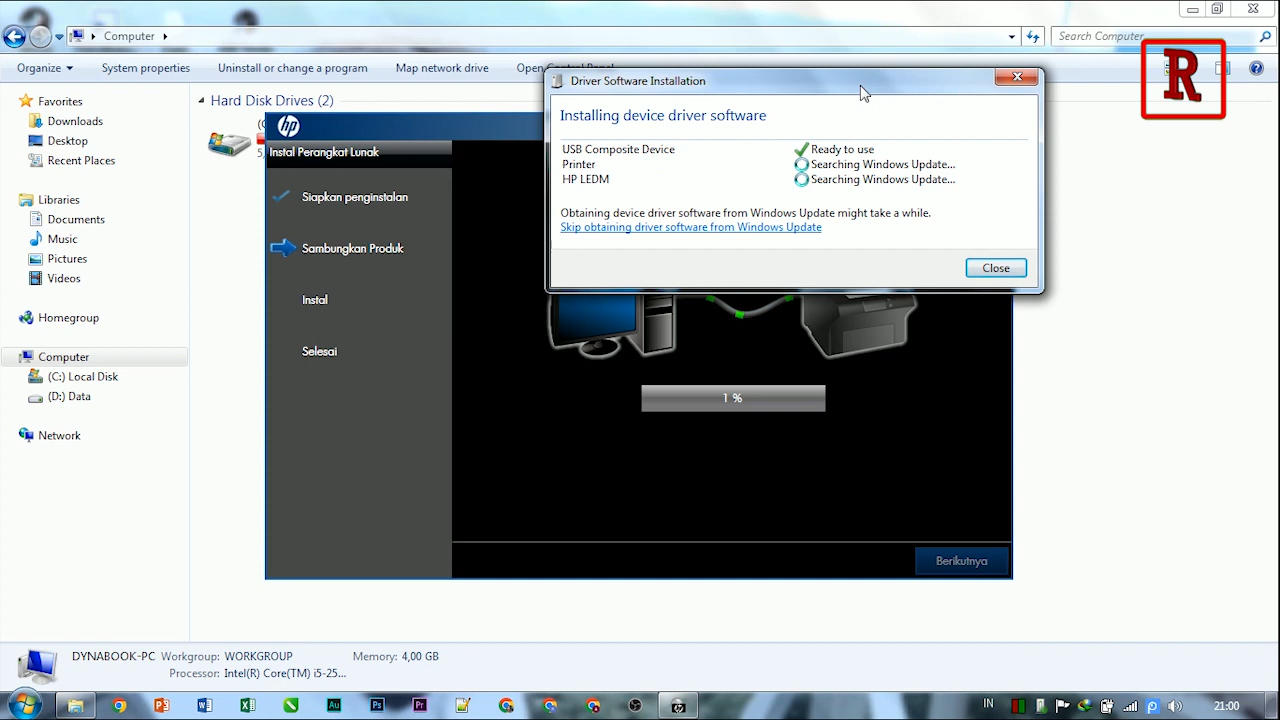 Computer
Search Computer
Organize
System properties
Uninstall or change a program
Map network
R
Favorites
Downloads
Desktop
Recent Places
Libraries
Documents
Music
Pictures
Videos
Homegroup
Computer
(C:) Local Disk
(D:) Data
Network
Hard Disk Drives (2)
hp
Instal Perangkat Lunak
Siapkan penginstalan
Sambungkan Produk
Instal
Selesai
Driver Software Installation
Installing device driver software
USB Composite Device Ready to use
Printer Searching Windows Update...
HP LEDM Searching Windows Update...
Obtaining device driver software from Windows Update might take a while.
Skip obtaining driver software from Windows Update
Close
1 %
Berikutnya
DYNABOOK-PC Workgroup: WORKGROUP Memory: 4,00 GB
Processor: Intel(R) Core(TM) i5-25...
IN 21:00